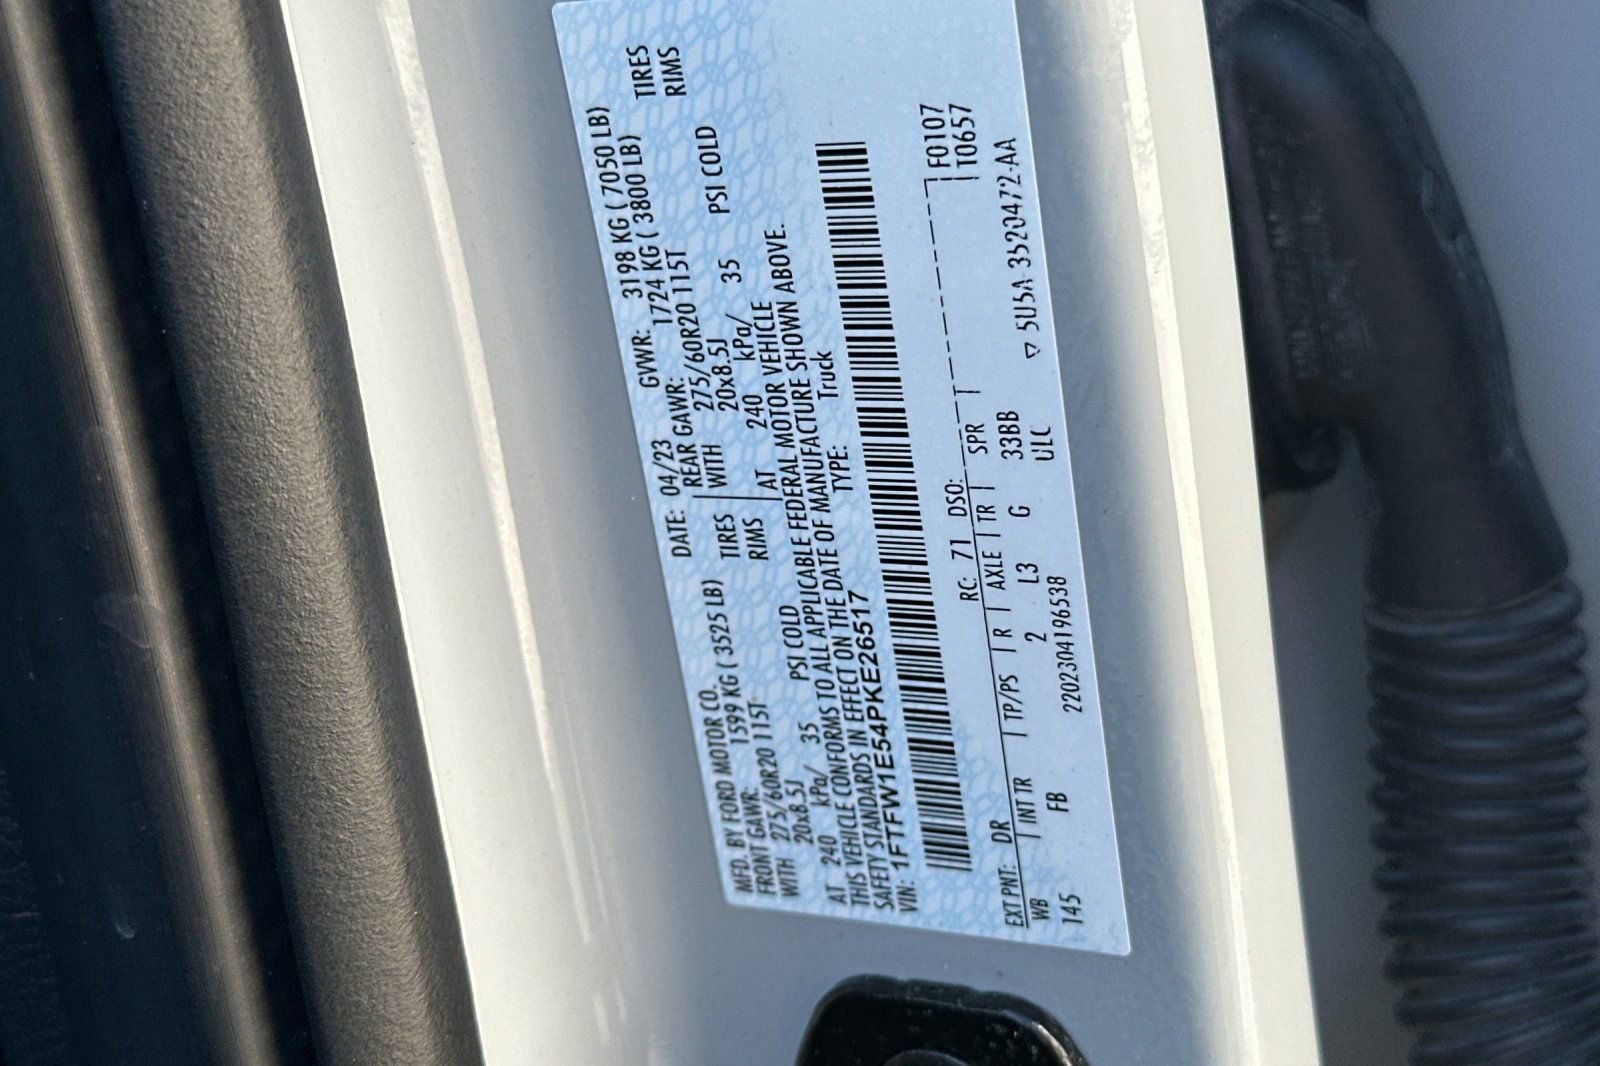 MFD. BY FORD MOTOR CO. DATE: 04/23 GVWR: 3198 KG ( 7050 LB)
FRONT GAWR: 1599 KG ( 3525 LB) REAR GAWR: 1724 KG ( 3800 LB)
WITH 275/60R20 115T TIRES WITH 275/60R20 115T TIRES
20x8.5J RIMS 20x8.5J RIMS
AT 240 kPa/ 35 PSI COLD AT 240 kPa/ 35 PSI COLD
THIS VEHICLE CONFORMS TO ALL APPLICABLE FEDERAL MOTOR VEHICLE
SAFETY STANDARDS IN EFFECT ON THE DATE OF MANUFACTURE SHOWN ABOVE.
VIN: 1FTFW1E54PKE26517 TYPE: Truck
EXT PNT: DR RC: 71 DSO: F0107
WB INT TR TP/PS R AXLE TR SPR T0657
145 FB 2 L3 G 33BB
2202304196538 ULC 5U5A-3520472-AA